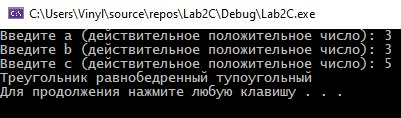 C:\Users\Vinyl\source\repos\Lab2C\Debug\Lab2C.exe
Введите a (действительное положительное число): 3
Введите b (действительное положительное число): 3
Введите c (действительное положительное число): 5
Треугольник равнобедренный тупоугольный
Для продолжения нажмите любую клавишу . . .